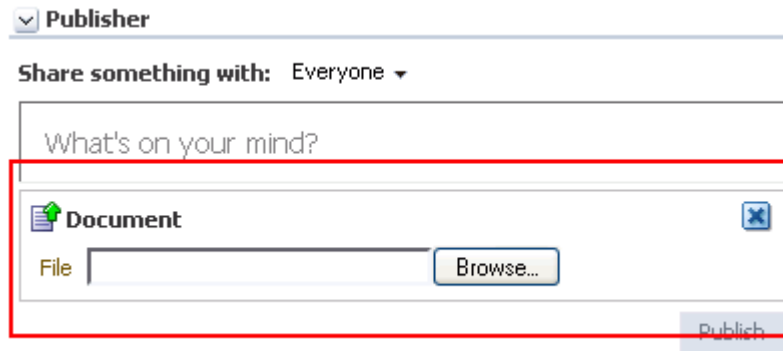 Publisher
Share something with: Everyone
What's on your mind?
Document
File Browse...
Publish